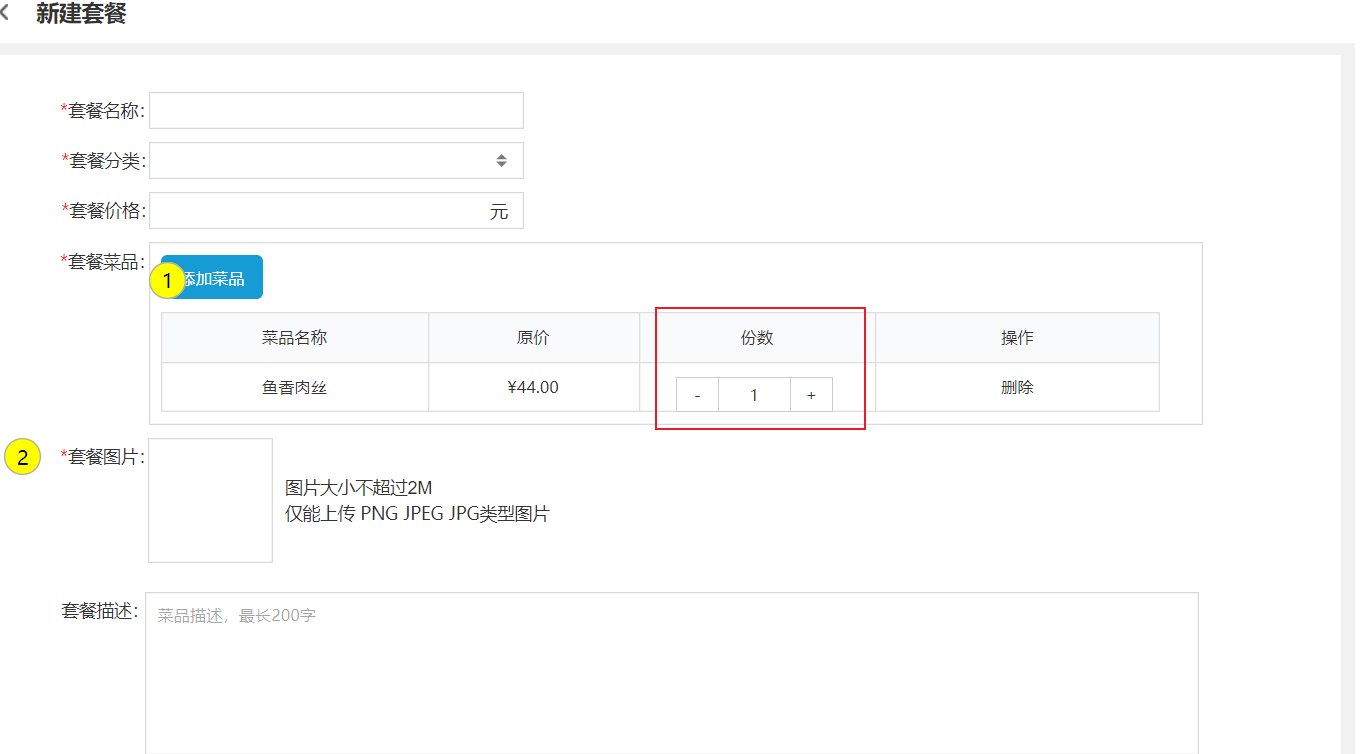 新建套餐
*套餐名称:
*套餐分类:
*套餐价格: 元
*套餐菜品:
1 添加菜品
菜品名称 原价 份数 操作
鱼香肉丝 ¥44.00 - 1 + 删除
2 *套餐图片:
图片大小不超过2M
仅能上传 PNG JPEG JPG类型图片
套餐描述:
菜品描述，最长200字